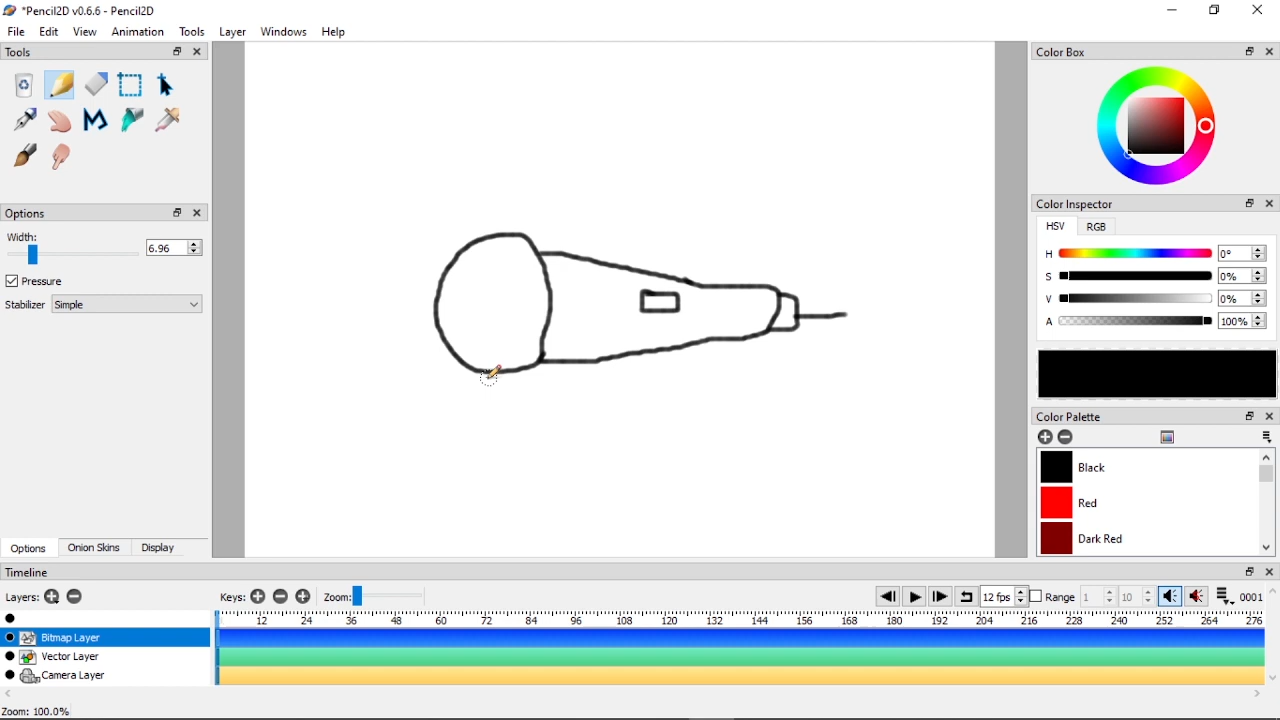 *Pencil2D v0.6.6 - Pencil2D
File Edit View Animation Tools Layer Windows Help
Tools
Options
Width:
6.96
Pressure
Stabilizer Simple
Options Onion Skins Display
Color Box
Color Inspector
HSV RGB
H 0°
S 0%
V 0%
A 100%
Color Palette
Black
Red
Dark Red
Timeline
Layers: Keys: Zoom: 12 fps Range 1 10 0001
12 24 36 48 60 72 84 96 108 120 132 144 156 168 180 192 204 216 228 240 252 264 276
Bitmap Layer
Vector Layer
Camera Layer
Zoom: 100.0%